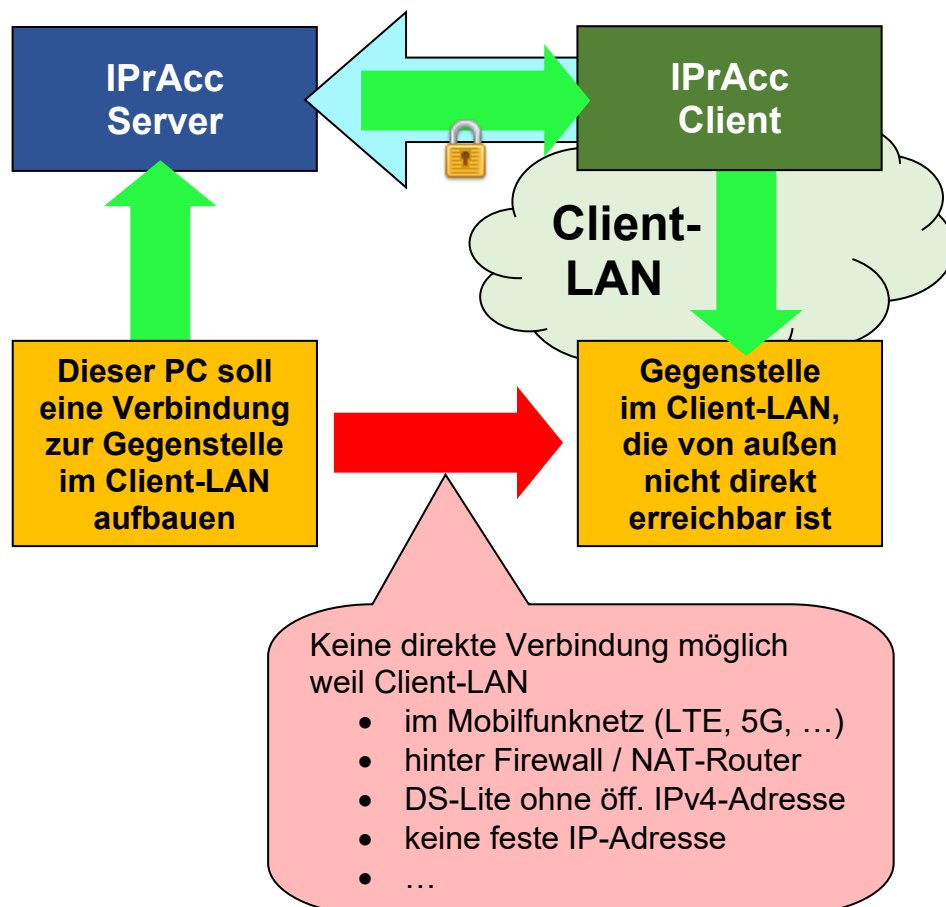 IPrAcc
Server
IPrAcc
Client
Client-
LAN
Dieser PC soll
eine Verbindung
zur Gegenstelle
im Client-LAN
aufbauen
Gegenstelle
im Client-LAN,
die von außen
nicht direkt
erreichbar ist
Keine direkte Verbindung möglich
weil Client-LAN
• im Mobilfunknetz (LTE, 5G, …)
• hinter Firewall / NAT-Router
• DS-Lite ohne öff. IPv4-Adresse
• keine feste IP-Adresse
• …